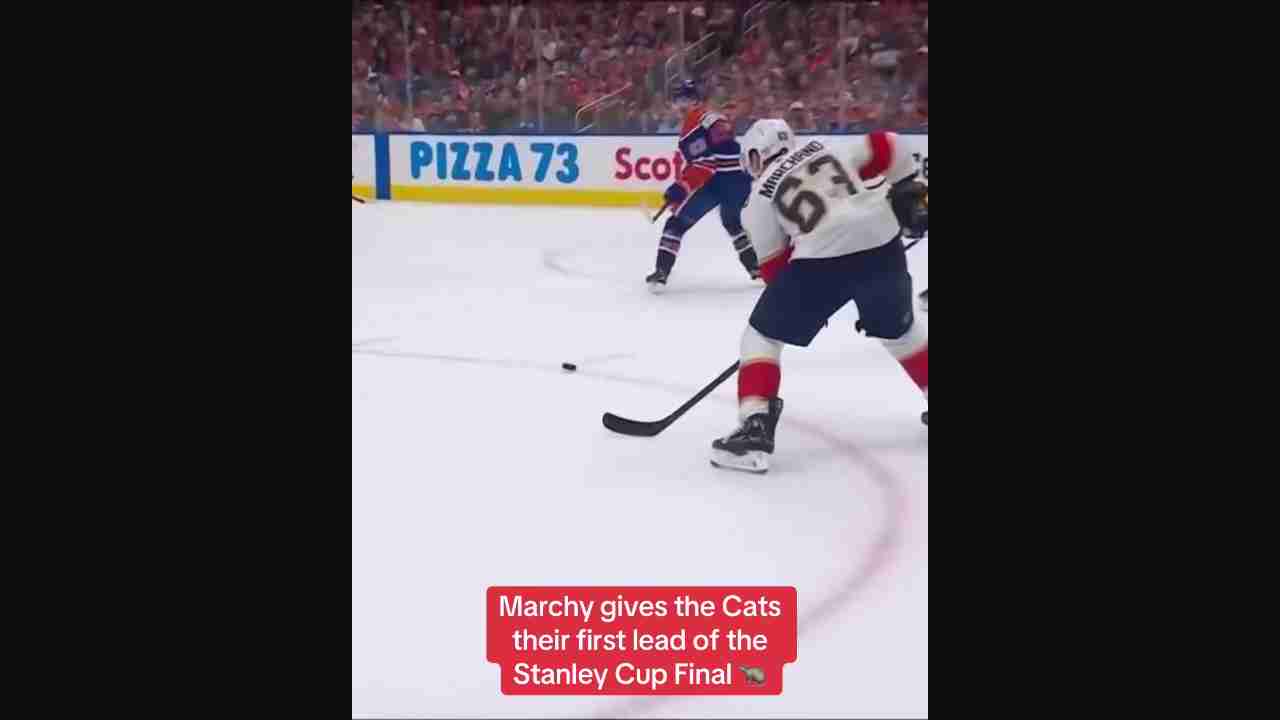 PIZZA 73
Scot
MARCHAND
63
Marchy gives the Cats
their first lead of the
Stanley Cup Final